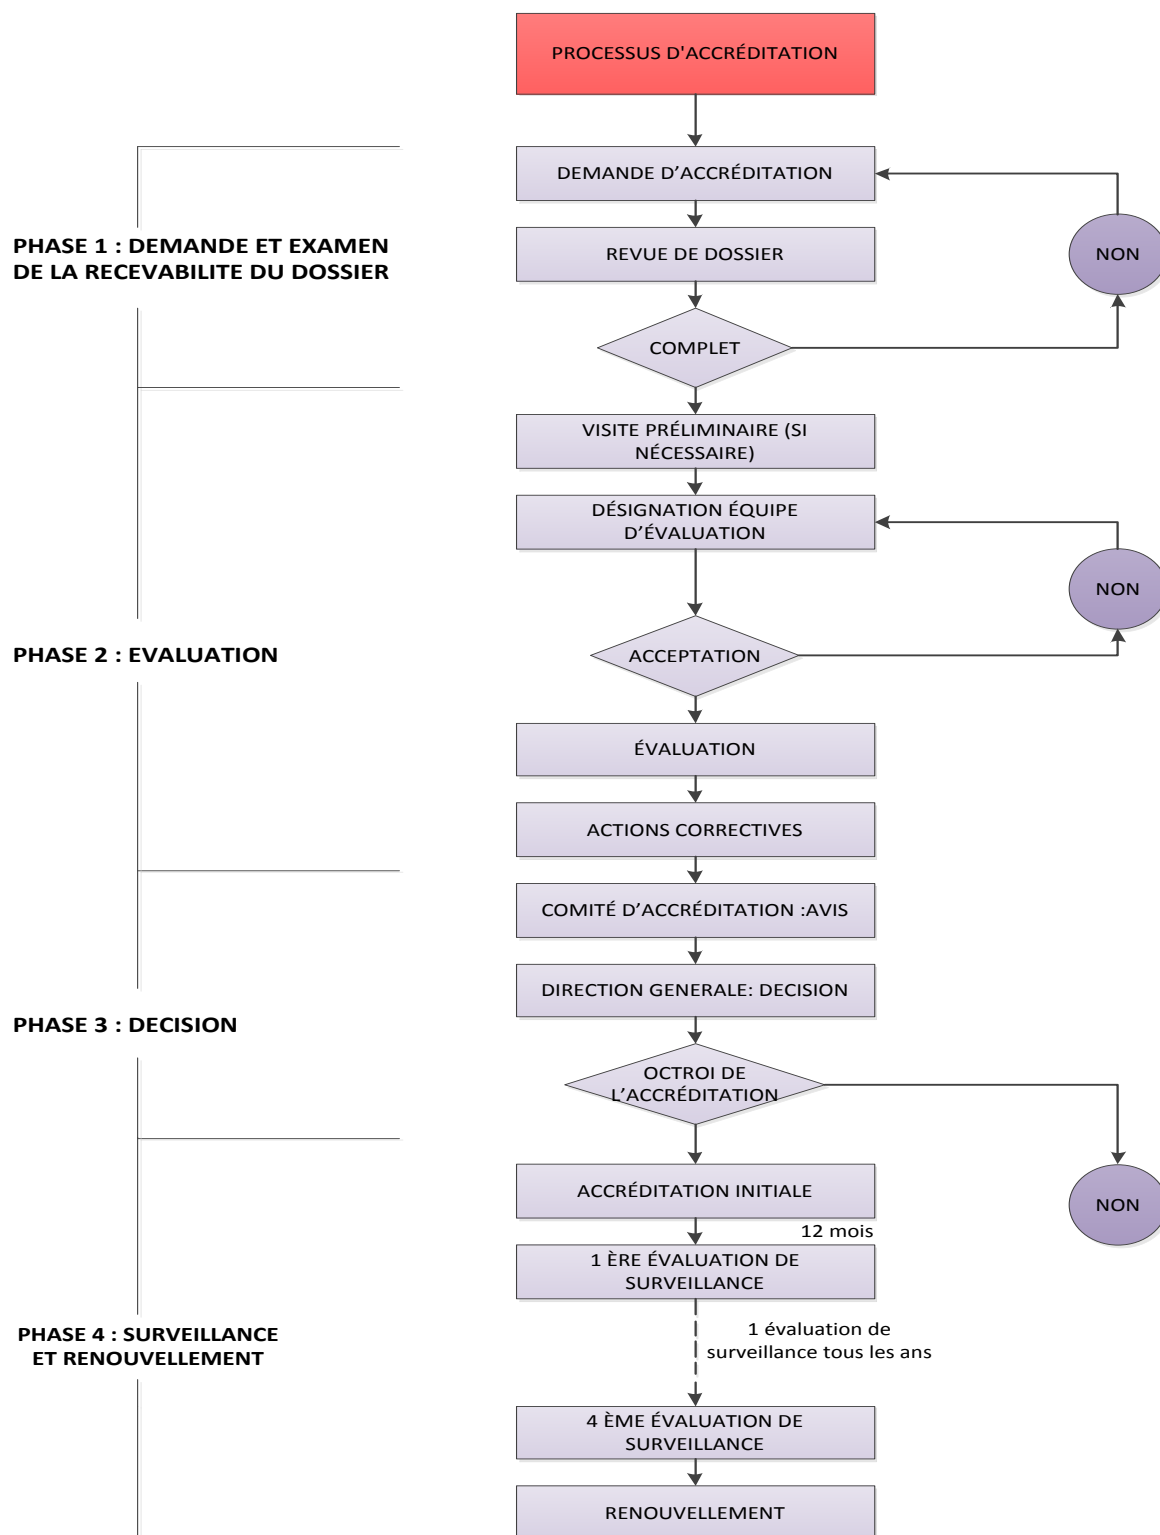 PROCESSUS D'ACCRÉDITATION
DEMANDE D’ACCRÉDITATION
PHASE 1 : DEMANDE ET EXAMEN
DE LA RECEVABILITE DU DOSSIER
REVUE DE DOSSIER
NON
COMPLET
VISITE PRÉLIMINAIRE (SI
NÉCESSAIRE)
DÉSIGNATION ÉQUIPE
D’ÉVALUATION
NON
PHASE 2 : EVALUATION
ACCEPTATION
ÉVALUATION
ACTIONS CORRECTIVES
COMITÉ D’ACCRÉDITATION :AVIS
DIRECTION GENERALE: DECISION
PHASE 3 : DECISION
OCTROI DE
L’ACCRÉDITATION
ACCRÉDITATION INITIALE
NON
12 mois
1 ÈRE ÉVALUATION DE
SURVEILLANCE
PHASE 4 : SURVEILLANCE
ET RENOUVELLEMENT
1 évaluation de
surveillance tous les ans
4 ÈME ÉVALUATION DE
SURVEILLANCE
RENOUVELLEMENT